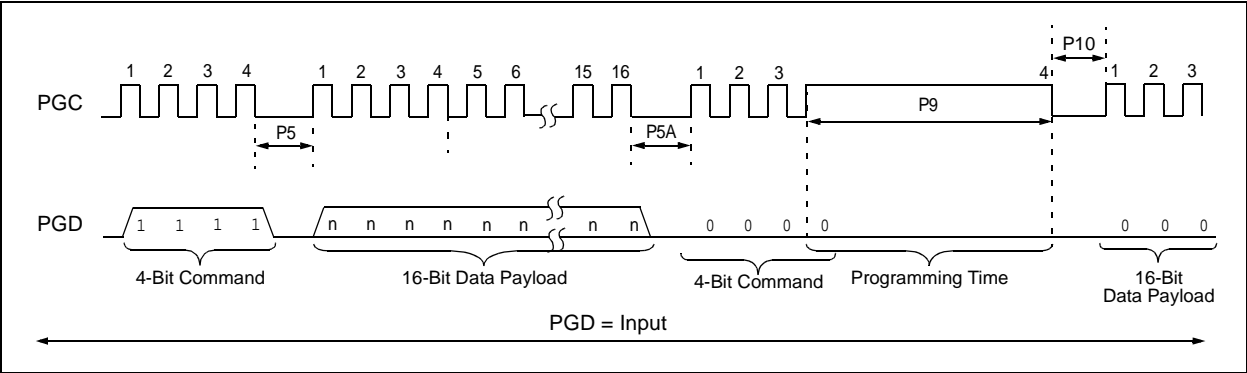 P10
1 2 3 4 1 2 3 4 5 6 15 16 1 2 3 4 1 2 3
PGC
P9
P5
P5A
PGD
1 1 1 1 n n n n n n n n 0 0 0 0 0 0 0
4-Bit Command
16-Bit Data Payload
4-Bit Command
Programming Time
16-Bit
Data Payload
PGD = Input